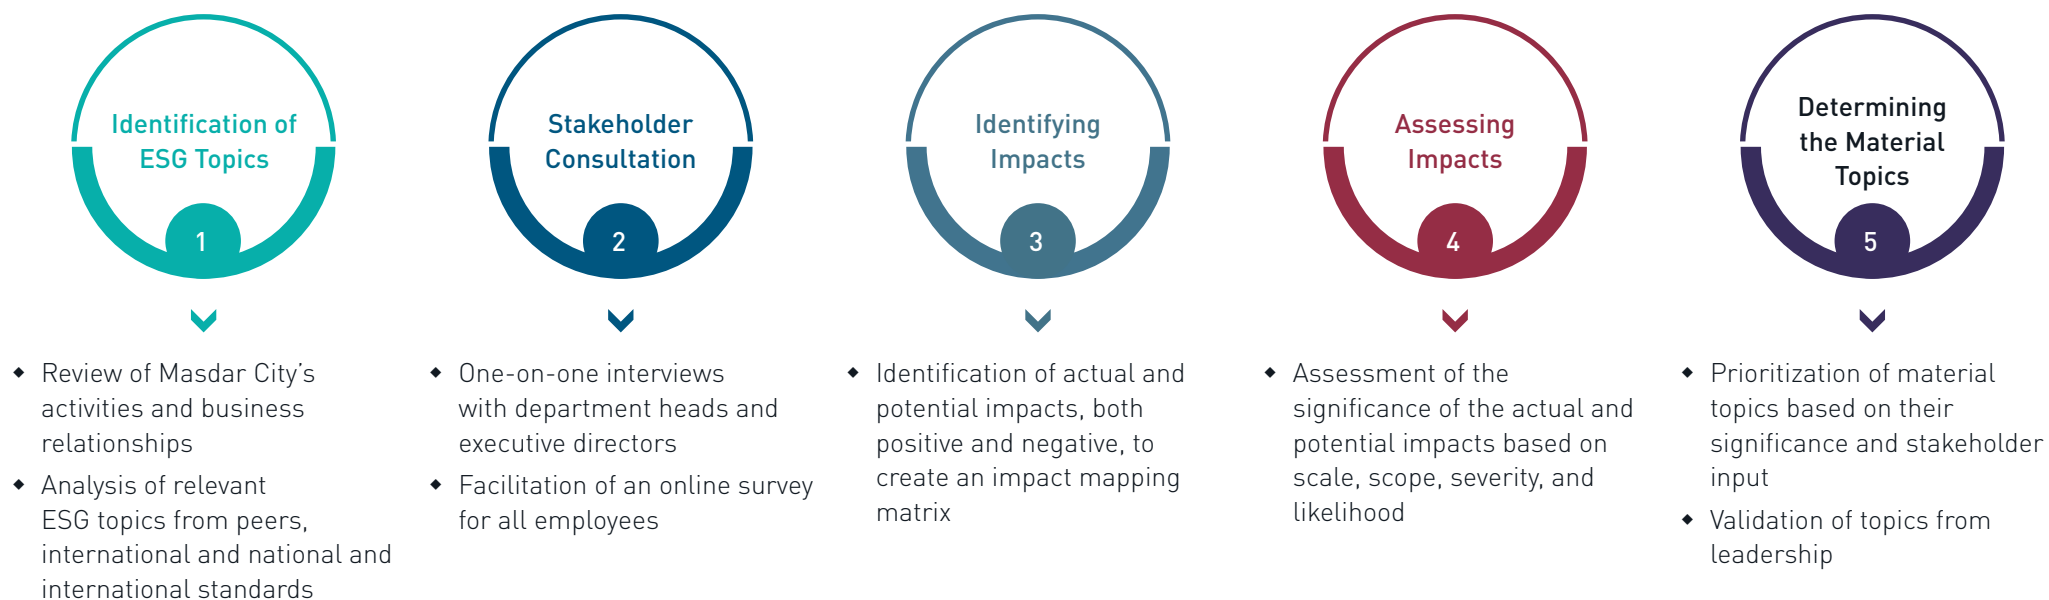 Identification of
ESG Topics
1
◆ Review of Masdar City’s
activities and business
relationships
◆ Analysis of relevant
ESG topics from peers,
international and national and
international standards
Stakeholder
Consultation
2
◆ One-on-one interviews
with department heads and
executive directors
◆ Facilitation of an online survey
for all employees
Identifying
Impacts
3
◆ Identification of actual and
potential impacts, both
positive and negative, to
create an impact mapping
matrix
Assessing
Impacts
4
◆ Assessment of the
significance of the actual and
potential impacts based on
scale, scope, severity, and
likelihood
Determining
the Material
Topics
5
◆ Prioritization of material
topics based on their
significance and stakeholder
input
◆ Validation of topics from
leadership